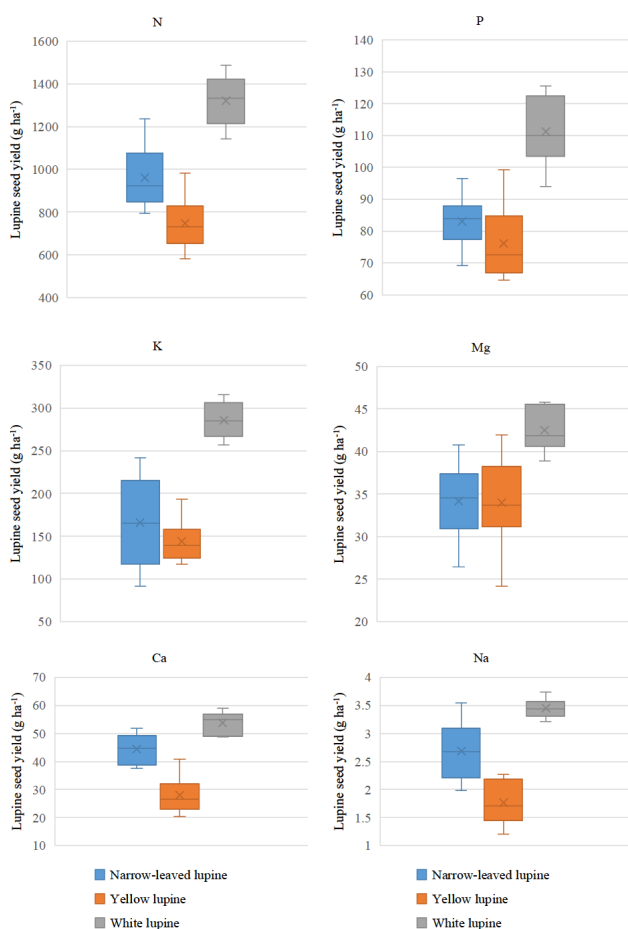 N
1600
1400
1200
1000
800
600
400
Lupine seed yield (g ha⁻¹)
P
140
130
120
110
100
90
80
70
60
Lupine seed yield (g ha⁻¹)
K
350
300
250
200
150
100
50
Lupine seed yield (g ha⁻¹)
Mg
50
45
40
35
30
25
20
Lupine seed yield (g ha⁻¹)
Ca
70
60
50
40
30
20
10
Lupine seed yield (g ha⁻¹)
Na
4
3.5
3
2.5
2
1.5
1
Lupine seed yield (g ha⁻¹)
Narrow-leaved lupine
Yellow lupine
White lupine
Narrow-leaved lupine
Yellow lupine
White lupine